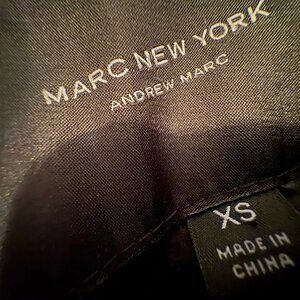 MARC NEW YORK
ANDREW MARC
XS
MADE IN
CHINA